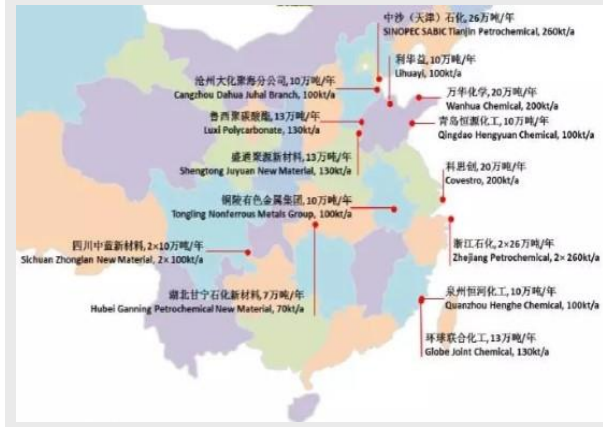 中沙（天津）石化, 26万吨/年
SINOPEC SABIC Tianjin Petrochemical, 260kt/a
利华益, 10万吨/年
Lihuayi, 100kt/a
沧州大化聚海分公司, 10万吨/年
Cangzhou Dahua Juhai Branch, 100kt/a
万华化学, 20万吨/年
Wanhua Chemical, 200kt/a
鲁西聚碳酸酯, 13万吨/年
Luxi Polycarbonate, 130kt/a
青岛恒源化工, 10万吨/年
Qingdao Hengyuan Chemical, 100kt/a
盛通聚源新材料, 13万吨/年
Shengtong Juyuan New Material, 130kt/a
科思创, 20万吨/年
Covestro, 200kt/a
铜陵有色金属集团, 10万吨/年
Tongling Nonferrous Metals Group, 100kt/a
四川中蓝新材料, 2×10万吨/年
Sichuan Zhonglan New Material, 2× 100kt/a
浙江石化, 2×26万吨/年
Zhejiang Petrochemical, 2× 260kt/a
湖北甘宁石化新材料, 7万吨/年
Hubei Ganning Petrochemical New Material, 70kt/a
泉州恒河化工, 10万吨/年
Quanzhou Henghe Chemical, 100kt/a
环球联合化工, 13万吨/年
Globe Joint Chemical, 130kt/a